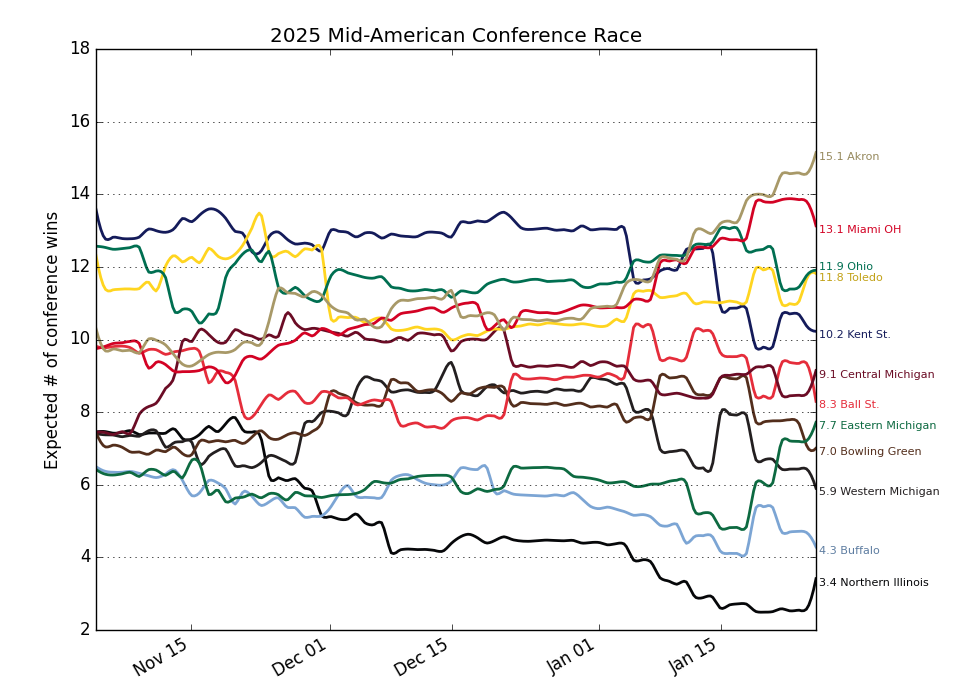 2025 Mid-American Conference Race
Expected # of conference wins
18
16
14
12
10
8
6
4
2
Nov 15
Dec 01
Dec 15
Jan 01
Jan 15
15.1 Akron
13.1 Miami OH
11.9 Ohio
11.8 Toledo
10.2 Kent St.
9.1 Central Michigan
8.3 Ball St.
7.7 Eastern Michigan
7.0 Bowling Green
5.9 Western Michigan
4.3 Buffalo
3.4 Northern Illinois